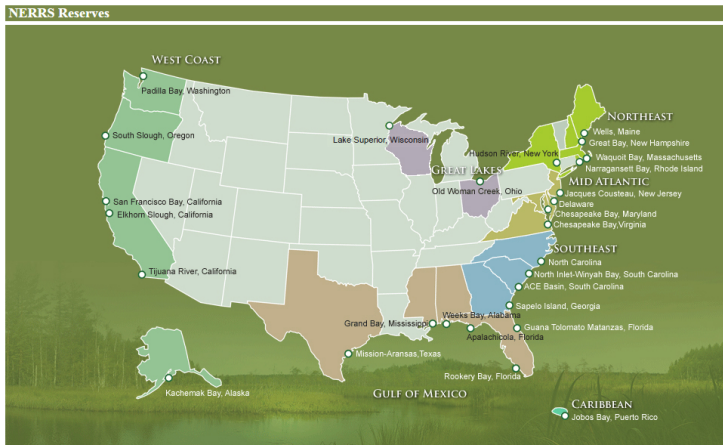 NERRS Reserves
WEST COAST
Padilla Bay, Washington
South Slough, Oregon
San Francisco Bay, California
Elkhorn Slough, California
Tijuana River, California
Kachemak Bay, Alaska
Lake Superior, Wisconsin
GREAT LAKES
Old Woman Creek, Ohio
NORTHEAST
Wells, Maine
Great Bay, New Hampshire
Hudson River, New York
Waquoit Bay, Massachusetts
Narragansett Bay, Rhode Island
MID ATLANTIC
Jacques Cousteau, New Jersey
Delaware
Chesapeake Bay, Maryland
Chesapeake Bay,Virginia
SOUTHEAST
North Carolina
North Inlet-Winyah Bay, South Carolina
ACE Basin, South Carolina
Sapelo Island, Georgia
Guana Tolomato Matanzas, Florida
Weeks Bay, Alabama
Grand Bay, Mississippi
Apalachicola, Florida
Mission-Aransas,Texas
Rookery Bay, Florida
GULF OF MEXICO
CARIBBEAN
Jobos Bay, Puerto Rico